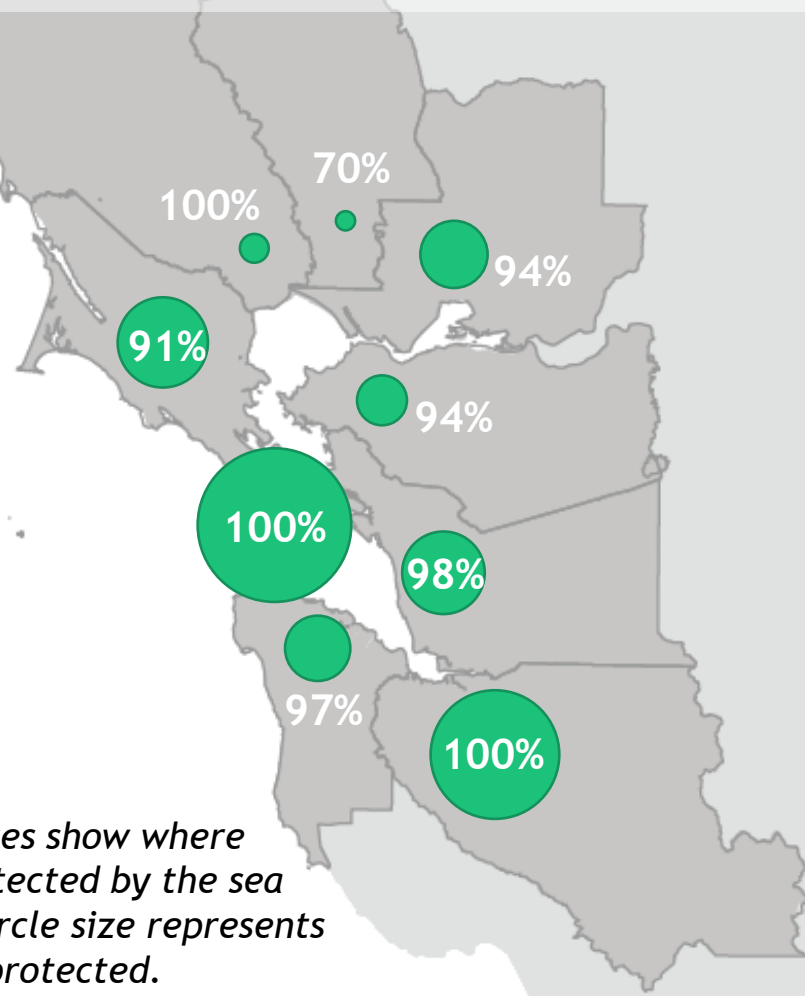 70%
100%
94%
91%
94%
100%
98%
97%
100%
es show where
tected by the sea
rcle size represents
protected.